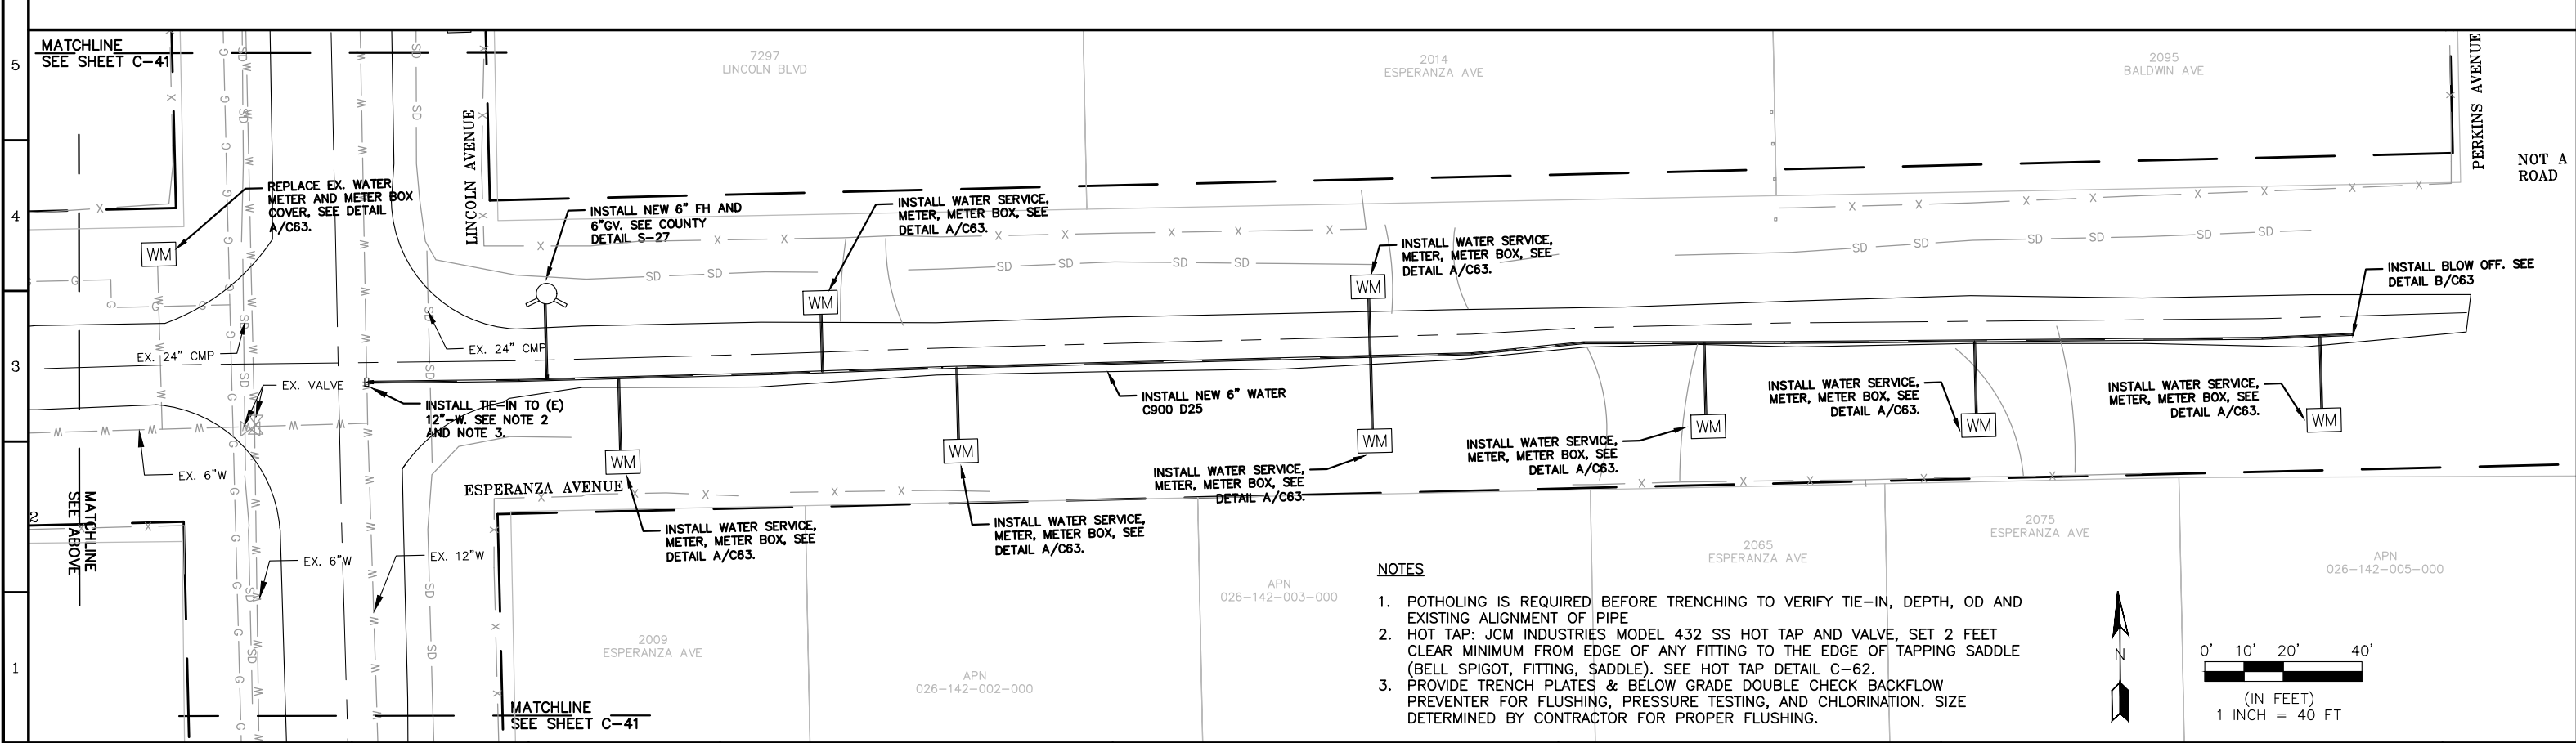 5
4
3
2
1
MATCHLINE
SEE SHEET C-41
7297
LINCOLN BLVD
2014
ESPERANZA AVE
2095
BALDWIN AVE
PERKINS AVENUE
NOT A
ROAD
LINCOLN AVENUE
REPLACE EX. WATER
METER AND METER BOX
COVER, SEE DETAIL
A/C63.
WM
INSTALL NEW 6" FH AND
6"GV. SEE COUNTY
DETAIL S-27
INSTALL WATER SERVICE,
METER, METER BOX, SEE
DETAIL A/C63.
WM
INSTALL WATER SERVICE,
METER, METER BOX, SEE
DETAIL A/C63.
WM
INSTALL BLOW OFF. SEE
DETAIL B/C63
EX. 24" CMP
EX. 24" CMP
EX. VALVE
INSTALL TIE-IN TO (E)
12"-W. SEE NOTE 2
AND NOTE 3.
INSTALL NEW 6" WATER
C900 D25
INSTALL WATER SERVICE,
METER, METER BOX, SEE
DETAIL A/C63.
WM
INSTALL WATER SERVICE,
METER, METER BOX, SEE
DETAIL A/C63.
WM
INSTALL WATER SERVICE,
METER, METER BOX, SEE
DETAIL A/C63.
WM
INSTALL WATER SERVICE,
METER, METER BOX, SEE
DETAIL A/C63.
WM
WM
WM
EX. 6"W
MATCHLINE
SEE ABOVE
ESPERANZA AVENUE
INSTALL WATER SERVICE,
METER, METER BOX, SEE
DETAIL A/C63.
INSTALL WATER SERVICE,
METER, METER BOX, SEE
DETAIL A/C63.
EX. 6"W
EX. 12"W
2009
ESPERANZA AVE
APN
026-142-002-000
APN
026-142-003-000
2065
ESPERANZA AVE
2075
ESPERANZA AVE
APN
026-142-005-000
MATCHLINE
SEE SHEET C-41
NOTES
1. POTHOLING IS REQUIRED BEFORE TRENCHING TO VERIFY TIE-IN, DEPTH, OD AND
EXISTING ALIGNMENT OF PIPE
2. HOT TAP: JCM INDUSTRIES MODEL 432 SS HOT TAP AND VALVE, SET 2 FEET
CLEAR MINIMUM FROM EDGE OF ANY FITTING TO THE EDGE OF TAPPING SADDLE
(BELL SPIGOT, FITTING, SADDLE). SEE HOT TAP DETAIL C-62.
3. PROVIDE TRENCH PLATES & BELOW GRADE DOUBLE CHECK BACKFLOW
PREVENTER FOR FLUSHING, PRESSURE TESTING, AND CHLORINATION. SIZE
DETERMINED BY CONTRACTOR FOR PROPER FLUSHING.
N
0' 10' 20' 40'
(IN FEET)
1 INCH = 40 FT